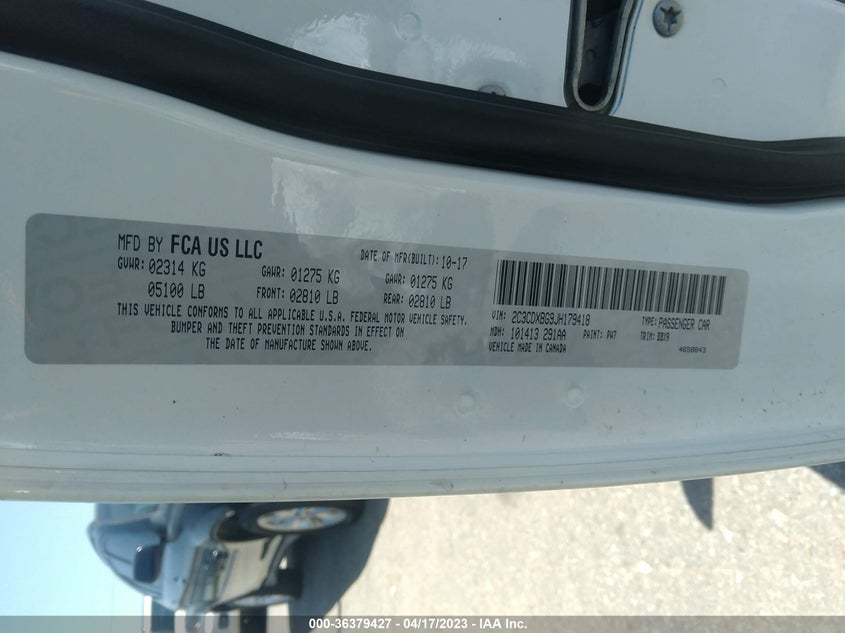 MFD BY FCA US LLC
DATE OF MFR(BUILT): 10-17
GVWR: 02314 KG
GAWR: 01275 KG
GAWR: 01275 KG
05100 LB
FRONT: 02810 LB
REAR: 02810 LB
THIS VEHICLE CONFORMS TO ALL APPLICABLE U.S.A. FEDERAL MOTOR VEHICLE SAFETY,
BUMPER AND THEFT PREVENTION STANDARDS IN EFFECT ON
THE DATE OF MANUFACTURE SHOWN ABOVE.
VIN: 2C3CDXBG9JH179418
TYPE: PASSENGER CAR
MDH: 101413 291AA
PAINT: PW7
TRIM: BBX9
VEHICLE MADE IN CANADA
4658643
000-36379427 - 04/17/2023 - IAA Inc.